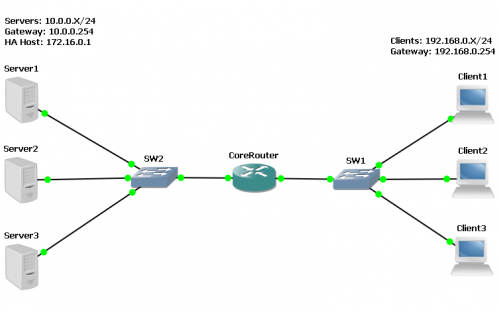 Servers: 10.0.0.X/24
Gateway: 10.0.0.254
HA Host: 172.16.0.1
Clients: 192.168.0.X/24
Gateway: 192.168.0.254
Server1
Client1
Server2
SW2
CoreRouter
SW1
Client2
Server3
Client3